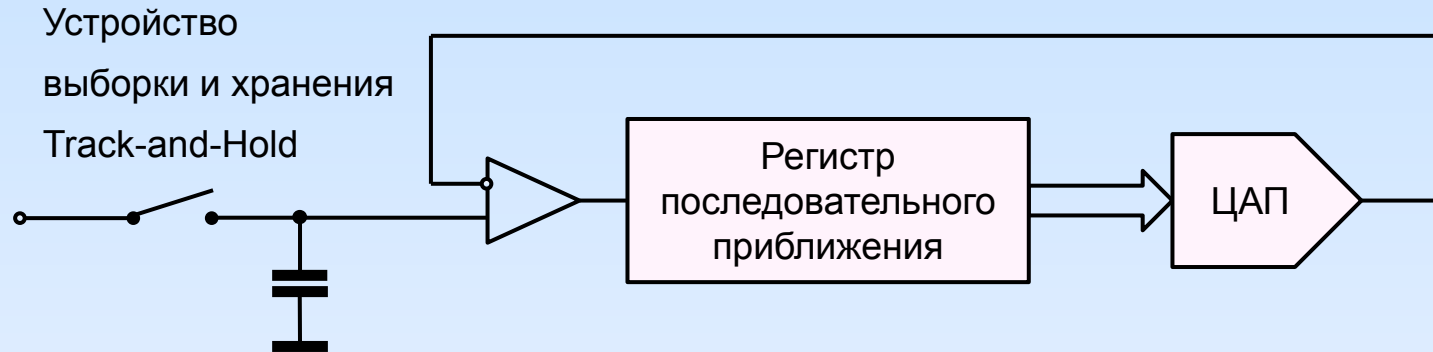 Устройство
выборки и хранения
Track-and-Hold
Регистр
последовательного
приближения
ЦАП